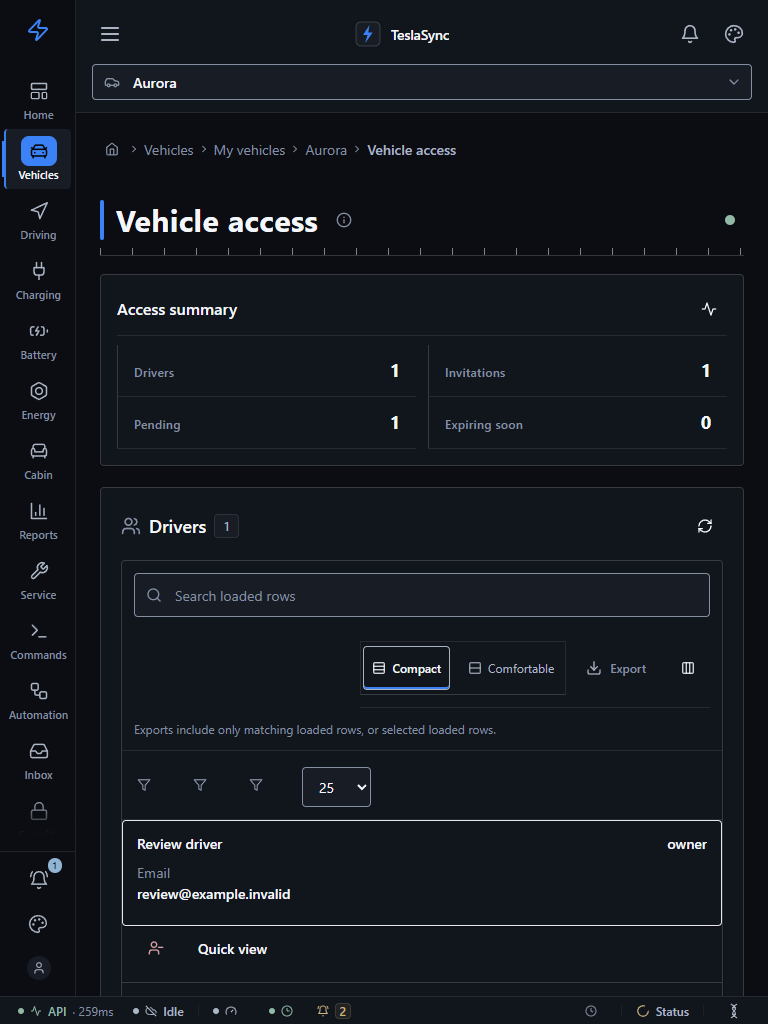 TeslaSync
Aurora
Home
Vehicles
Driving
Charging
Battery
Energy
Cabin
Reports
Service
Commands
Automation
Inbox
1
Vehicles > My vehicles > Aurora > Vehicle access
Vehicle access
Access summary
Drivers 1
Invitations 1
Pending 1
Expiring soon 0
Drivers 1
Search loaded rows
Compact Comfortable Export
Exports include only matching loaded rows, or selected loaded rows.
25
Review driver owner
Email
review@example.invalid
Quick view
API · 259ms Idle 2 Status